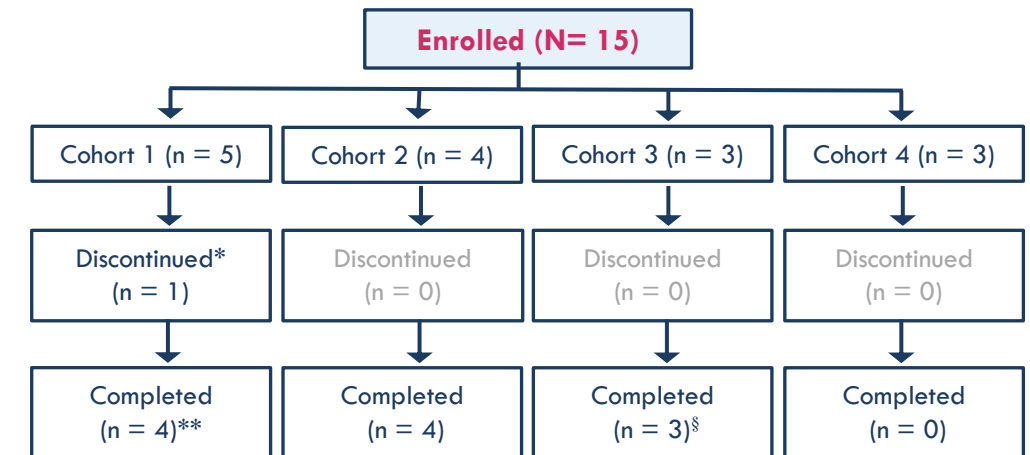 Enrolled (N= 15)
Cohort 1 (n = 5)
Cohort 2 (n = 4)
Cohort 3 (n = 3)
Cohort 4 (n = 3)
Discontinued*
(n = 1)
Discontinued
(n = 0)
Discontinued
(n = 0)
Discontinued
(n = 0)
Completed
(n = 4)**
Completed
(n = 4)
Completed
(n = 3)§
Completed
(n = 0)